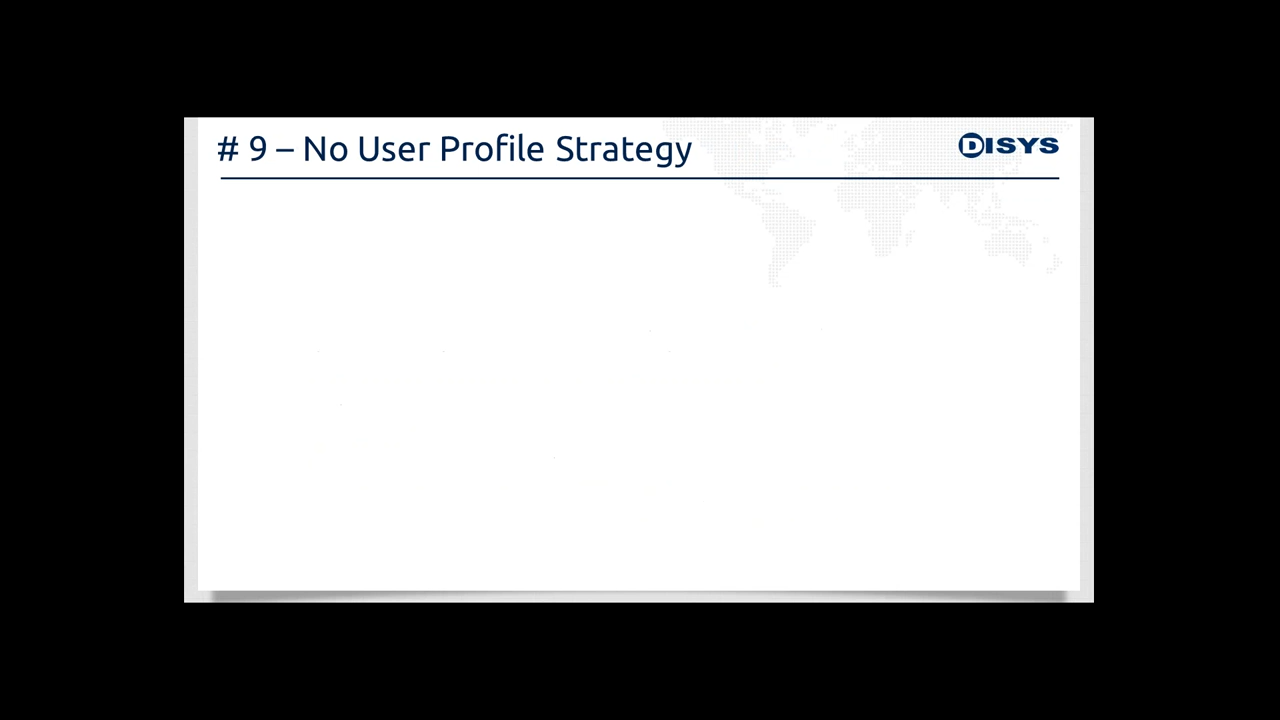 # 9 – No User Profile Strategy
DISYS